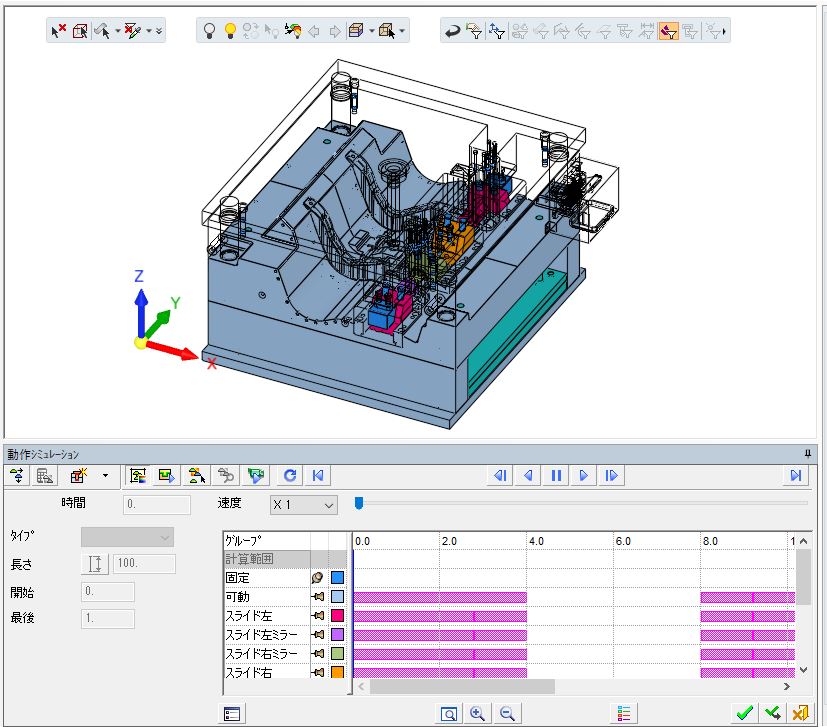 Z
Y
X
動作シミュレーション
時間 0. 速度 X 1
タイプ
長さ 100.
開始 0.
最後 1.
グループ 0.0 2.0 4.0 6.0 8.0 1
計算範囲
固定
可動
スライド左
スライド左ミラー
スライド右ミラー
スライド右